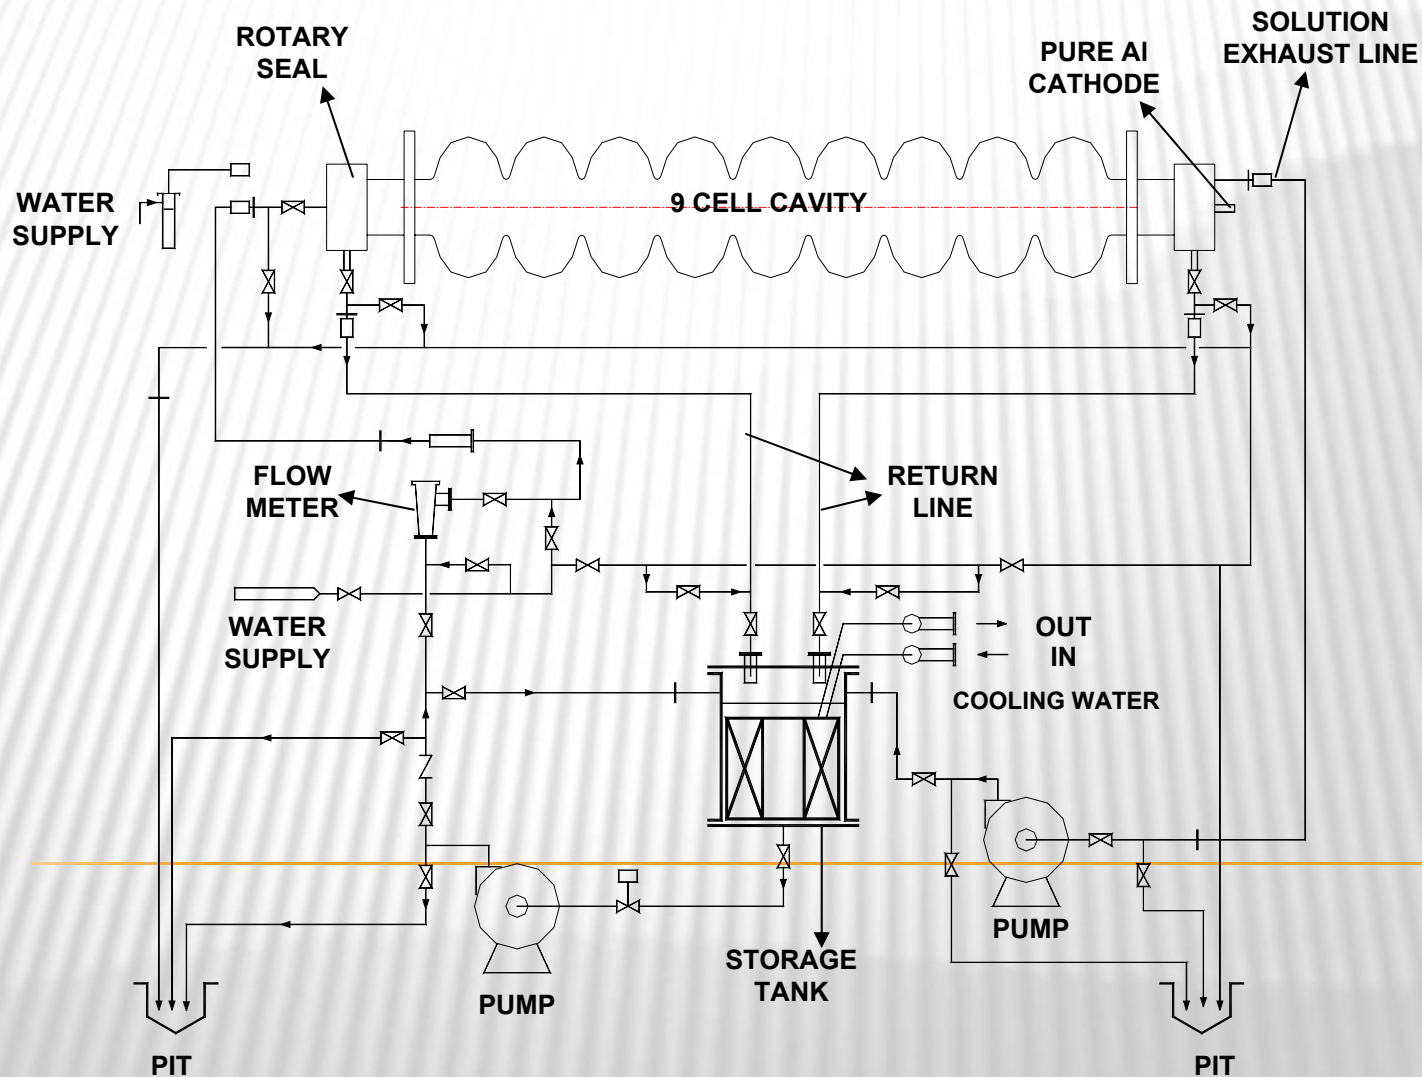 SOLUTION
EXHAUST LINE
ROTARY
SEAL
PURE Al
CATHODE
WATER
SUPPLY
9 CELL CAVITY
FLOW
METER
RETURN
LINE
WATER
SUPPLY
OUT
IN
COOLING WATER
PUMP
STORAGE
TANK
PUMP
PIT
PIT